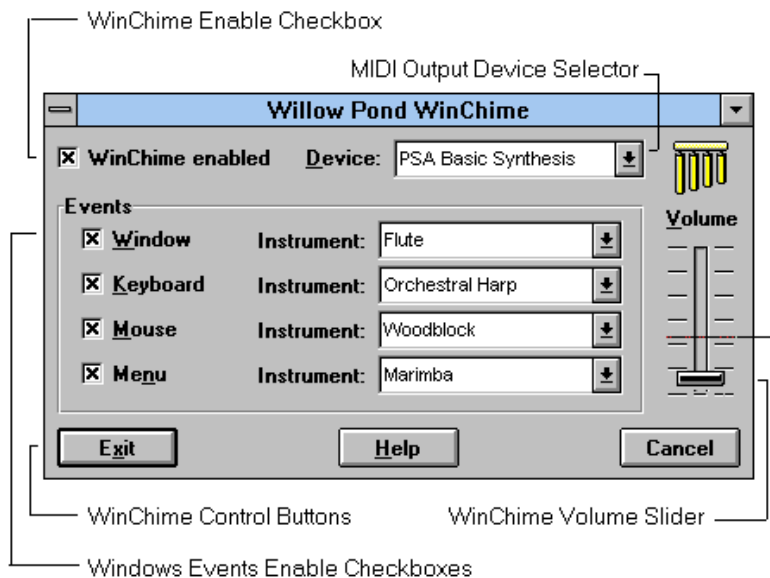 WinChime Enable Checkbox
MIDI Output Device Selector
Willow Pond WinChime
WinChime enabled Device: PSA Basic Synthesis
Events
Volume
Window Instrument: Flute
Keyboard Instrument: Orchestral Harp
Mouse Instrument: Woodblock
Menu Instrument: Marimba
Exit Help Cancel
WinChime Control Buttons WinChime Volume Slider
Windows Events Enable Checkboxes